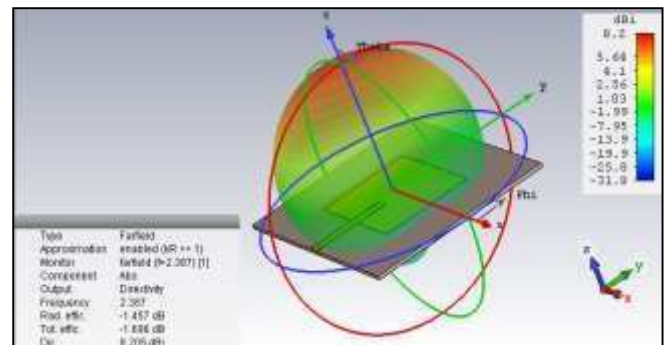 z
Theta
y
Phi
x
dBi
8.2
5.64
4.1
2.56
1.03
-1.99
-7.95
-13.9
-19.9
-25.8
-31.8
Type Farfield
Approximation enabled (kR >> 1)
Monitor farfield (f=2.387) [1]
Component Abs
Output Directivity
Frequency 2.387
Rad. effic. -1.457 dB
Tot. effic. -1.686 dB
Dir. 8.205 dBi
z
y
x